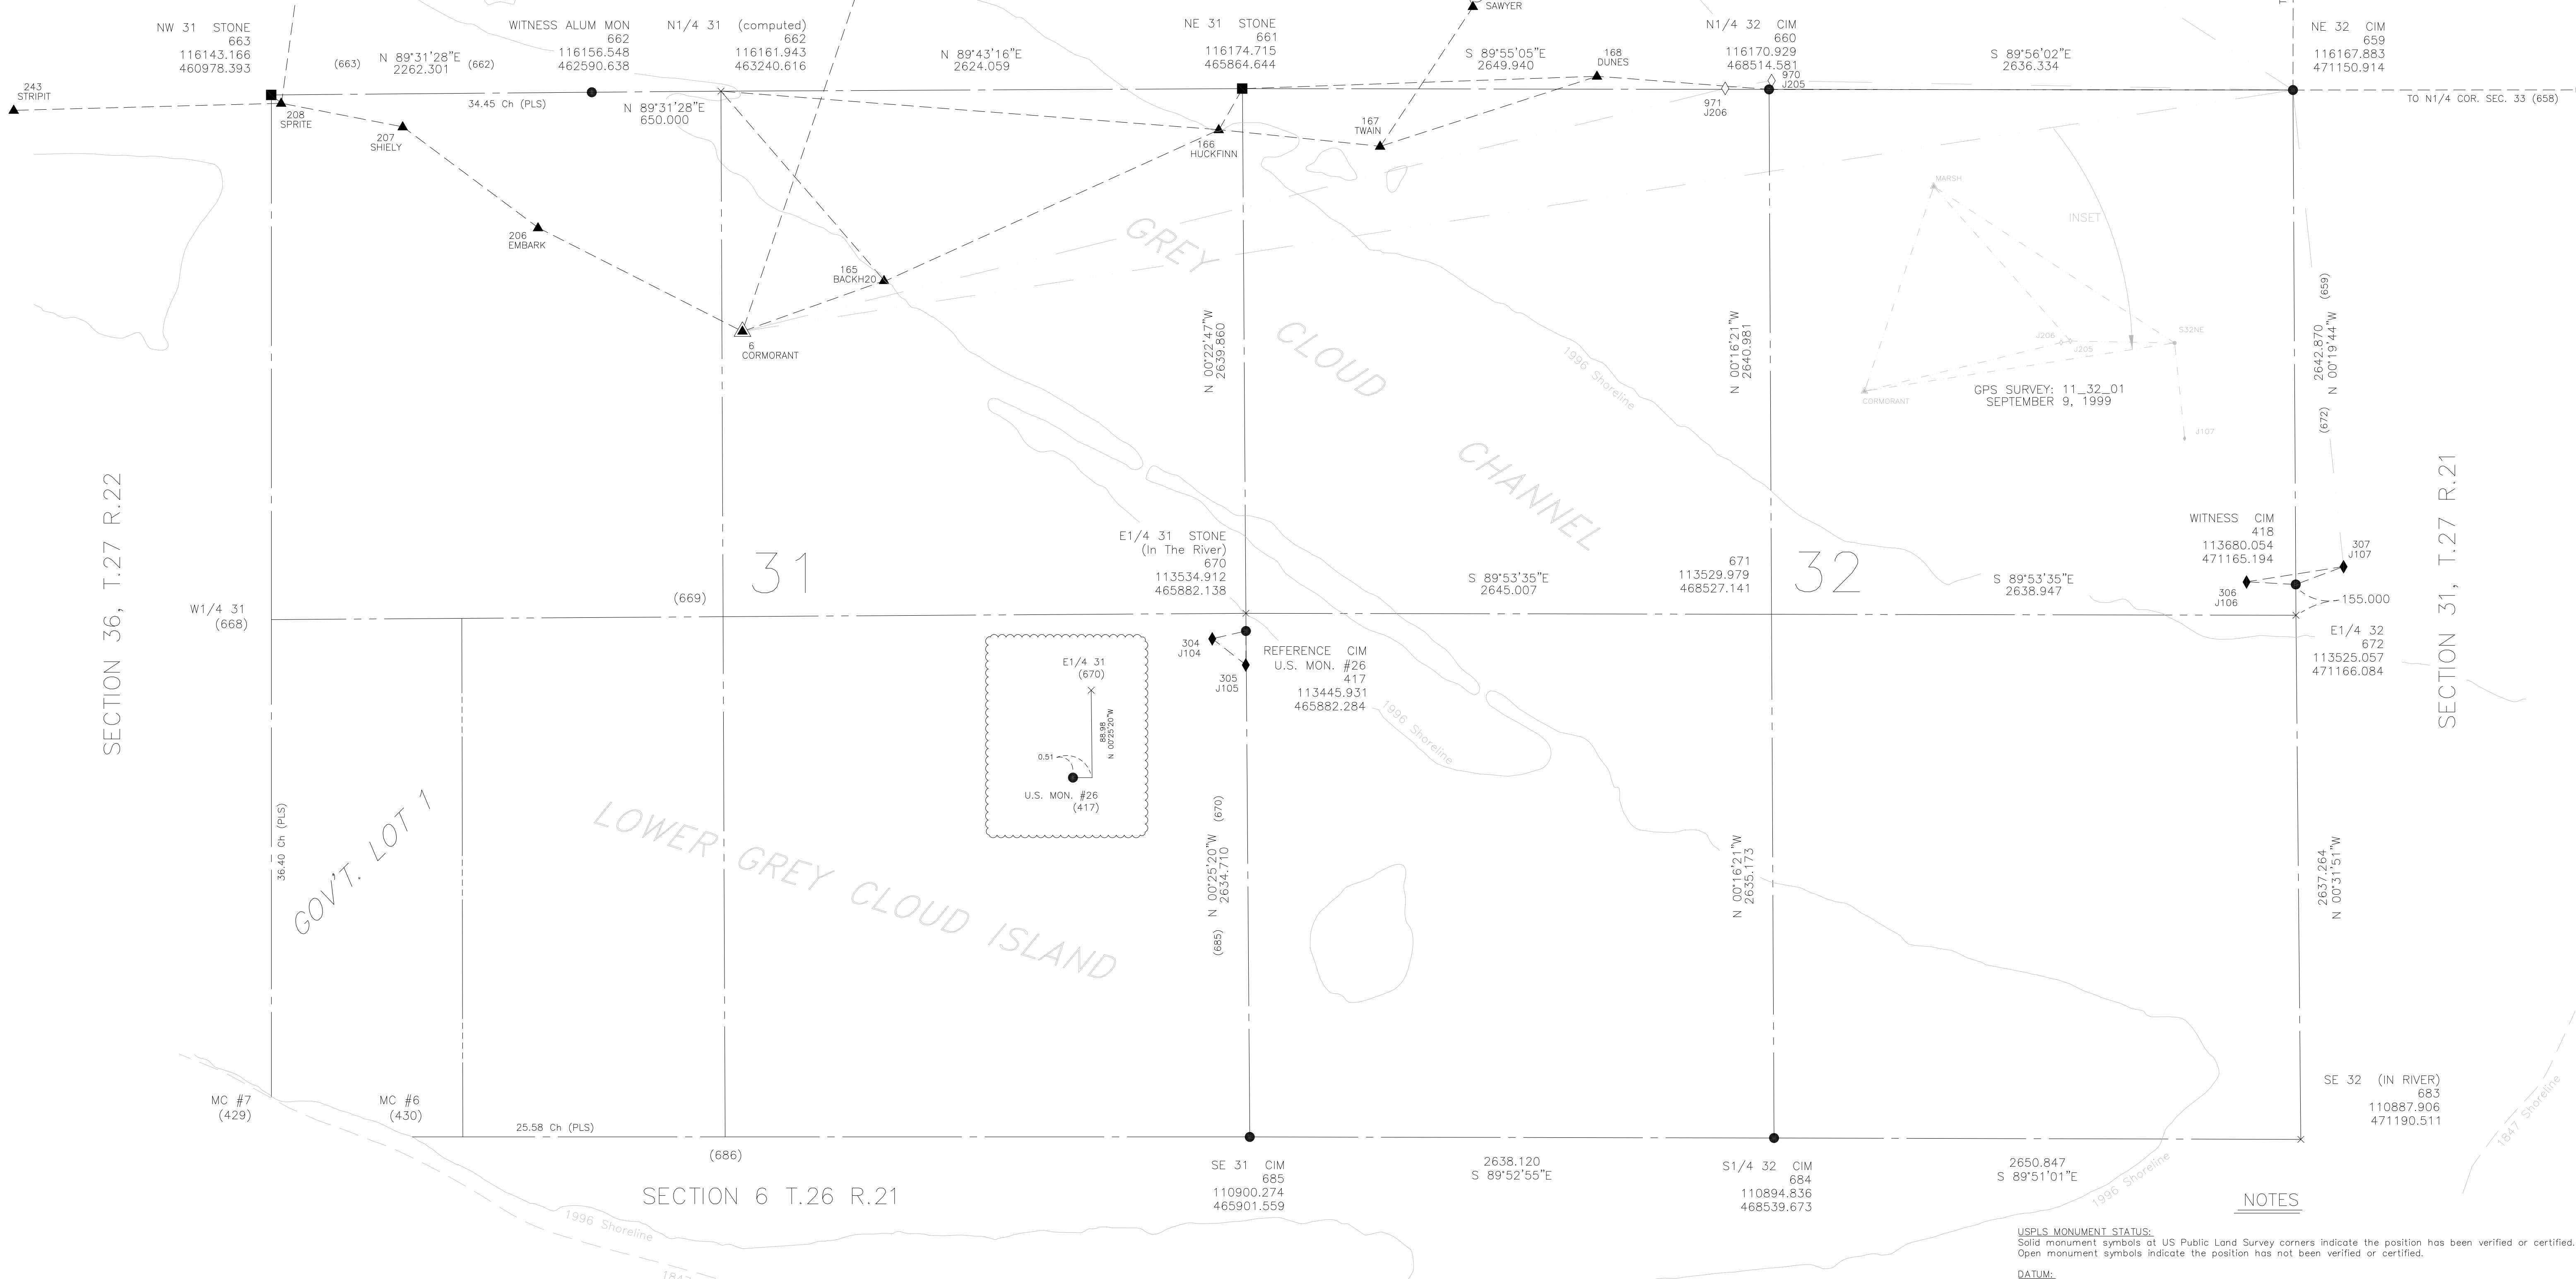 SAWYER
NW 31 STONE
663
116143.166
460978.393
(663) N 89°31'28"E (662)
2262.301
WITNESS ALUM MON
662
116156.548
462590.638
N1/4 31 (computed)
662
116161.943
463240.616
N 89°43'16"E
2624.059
NE 31 STONE
661
116174.715
465864.644
S 89°55'05"E
2649.940
168
DUNES
N1/4 32 CIM
660
116170.929
468514.581
970
J205
S 89°56'02"E
2636.334
NE 32 CIM
659
116167.883
471150.914
243
STRIPIT
208
SPRITE
34.45 Ch (PLS)
N 89°31'28"E
650.000
971
J206
TO N1/4 COR. SEC. 33 (658)
207
SHIELY
166
HUCKFINN
167
TWAIN
206
EMBARK
165
BACKH20
6
CORMORANT
GREY
CLOUD
CHANNEL
N 00°22'47"W
2639.860
1996 Shoreline
N 00°16'21"W
2640.981
MARSH
INSET
J206
J205
S32NE
CORMORANT
GPS SURVEY: 11_32_01
SEPTEMBER 9, 1999
J107
(672) 2642.870 (659)
N 00°19'44"W
SECTION 36, T.27 R.22
SECTION 31, T.27 R.21
31
32
W1/4 31
(668)
(669)
E1/4 31 STONE
(In The River)
670
113534.912
465882.138
S 89°53'35"E
2645.007
671
113529.979
468527.141
S 89°53'35"E
2638.947
WITNESS CIM
418
113680.054
471165.194
307
J107
306
J106
155.000
E1/4 32
672
113525.057
471166.084
304
J104
305
J105
REFERENCE CIM
U.S. MON. #26
417
113445.931
465882.284
E1/4 31
(670)
88.98
N 00°25'20"W
0.51
U.S. MON. #26
(417)
1996 Shoreline
36.40 Ch (PLS)
GOV'T. LOT 1
LOWER GREY CLOUD ISLAND
(685) N 00°25'20"W (670)
2634.710
N 00°16'21"W
2635.173
2637.264
N 00°31'51"W
MC #7
(429)
MC #6
(430)
25.58 Ch (PLS)
(686)
SECTION 6 T.26 R.21
SE 31 CIM
685
110900.274
465901.559
2638.120
S 89°52'55"E
S1/4 32 CIM
684
110894.836
468539.673
2650.847
S 89°51'01"E
SE 32 (IN RIVER)
683
110887.906
471190.511
1996 Shoreline
1847 Shoreline
1996 Shoreline
1847
NOTES
USPLS MONUMENT STATUS:
Solid monument symbols at US Public Land Survey corners indicate the position has been verified or certified.
Open monument symbols indicate the position has not been verified or certified.
DATUM: